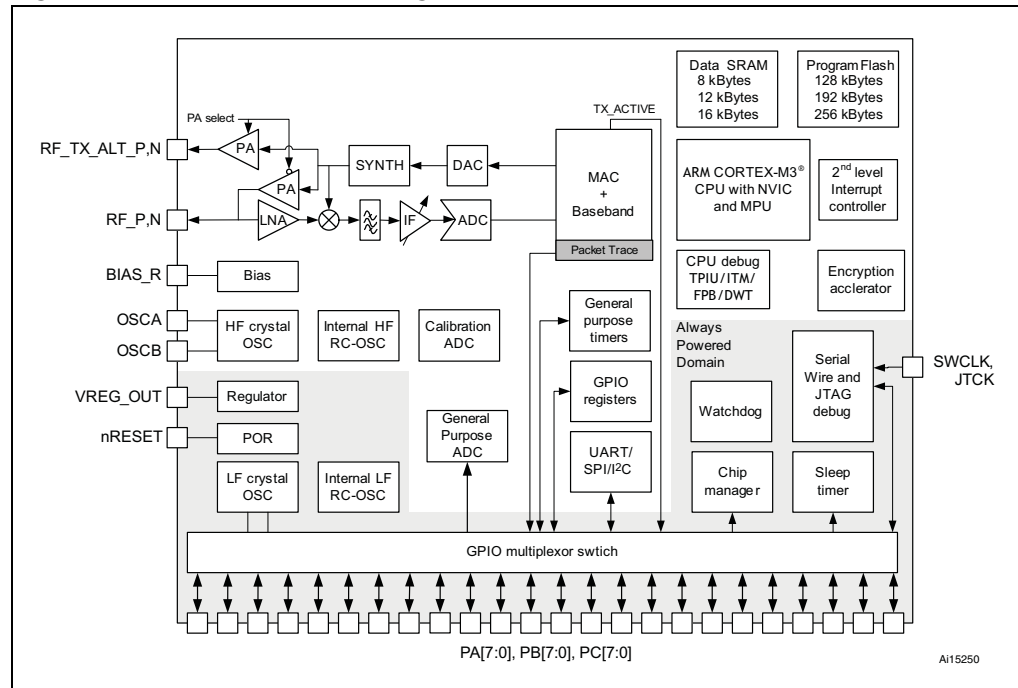 Data SRAM
8 kBytes
12 kBytes
16 kBytes
Program Flash
128 kBytes
192 kBytes
256 kBytes
TX_ACTIVE
PA select
RF_TX_ALT_P,N
PA
SYNTH
DAC
MAC
+
Baseband
ARM CORTEX-M3®
CPU with NVIC
and MPU
2nd level
Interrupt
controller
PA
RF_P,N
LNA
IF
ADC
Packet Trace
CPU debug
TPIU/ITM/
FPB/DWT
Encryption
acclerator
BIAS_R
Bias
OSCA
OSCB
HF crystal
OSC
Internal HF
RC-OSC
Calibration
ADC
General
purpose
timers
Always
Powered
Domain
Serial
Wire and
JTAG
debug
SWCLK,
JTCK
VREG_OUT
Regulator
GPIO
registers
Watchdog
nRESET
POR
General
Purpose
ADC
UART/
SPI/I²C
LF crystal
OSC
Internal LF
RC-OSC
Chip
manager
Sleep
timer
GPIO multiplexor swtich
PA[7:0], PB[7:0], PC[7:0]
Ai15250